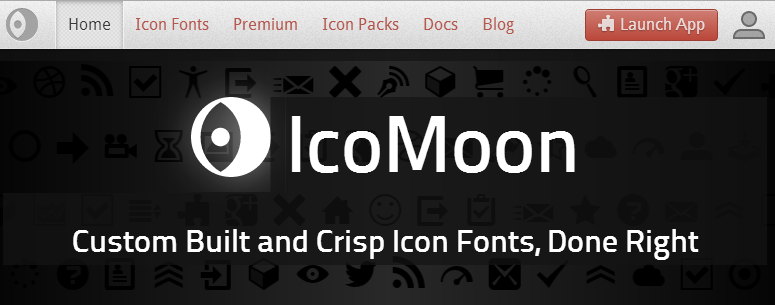 Home Icon Fonts Premium Icon Packs Docs Blog Launch App
IcoMoon
Custom Built and Crisp Icon Fonts, Done Right